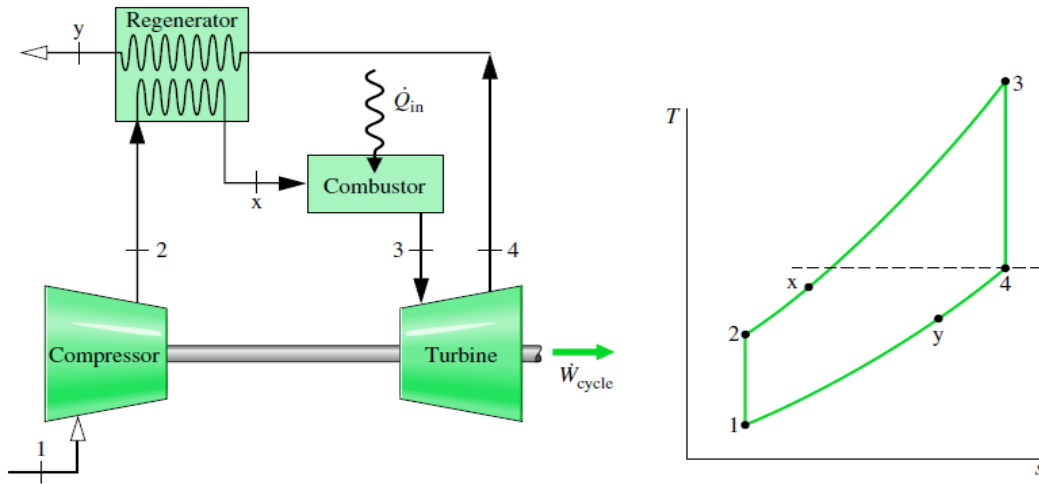 Regenerator
y
Q̇in
x
Combustor
2
3
4
Compressor
Turbine
Ẇcycle
1
T
3
x
4
2
y
1
s